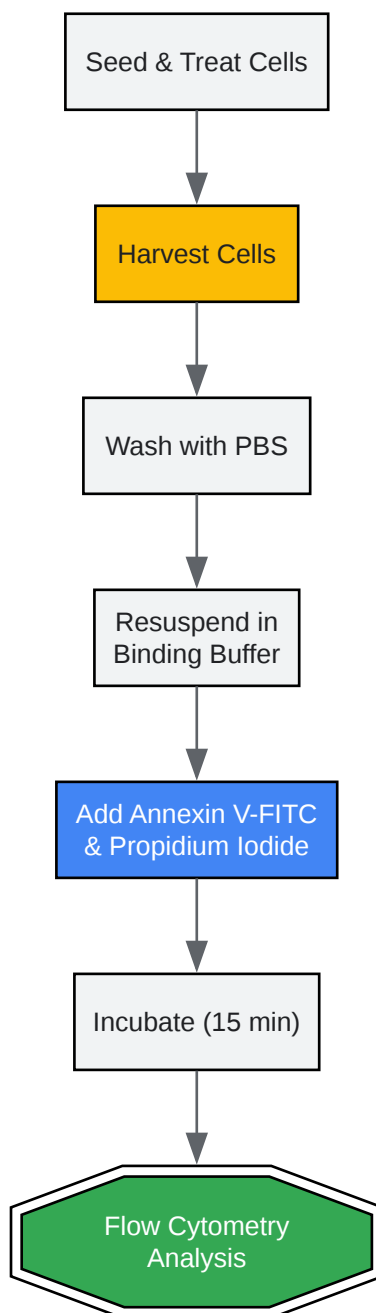 Seed & Treat Cells
Harvest Cells
Wash with PBS
Resuspend in
Binding Buffer
Add Annexin V-FITC
& Propidium Iodide
Incubate (15 min)
Flow Cytometry
Analysis